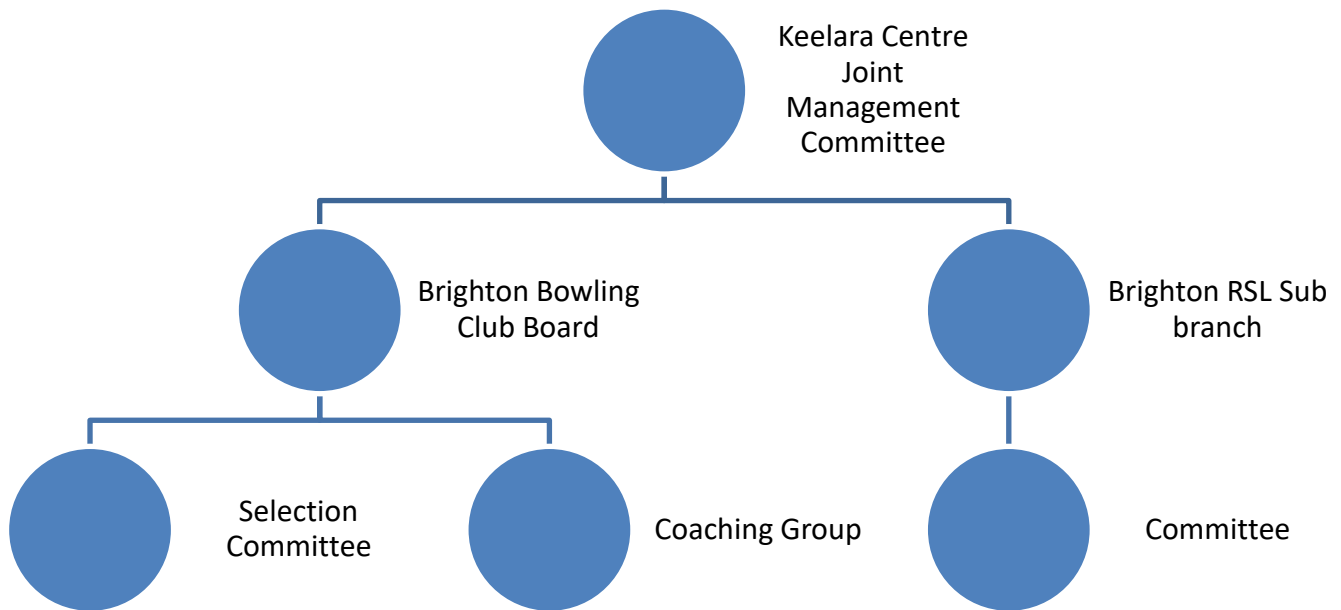 Keelara Centre
Joint
Management
Committee
Brighton Bowling
Club Board
Brighton RSL Sub
branch
Selection
Committee
Coaching Group
Committee